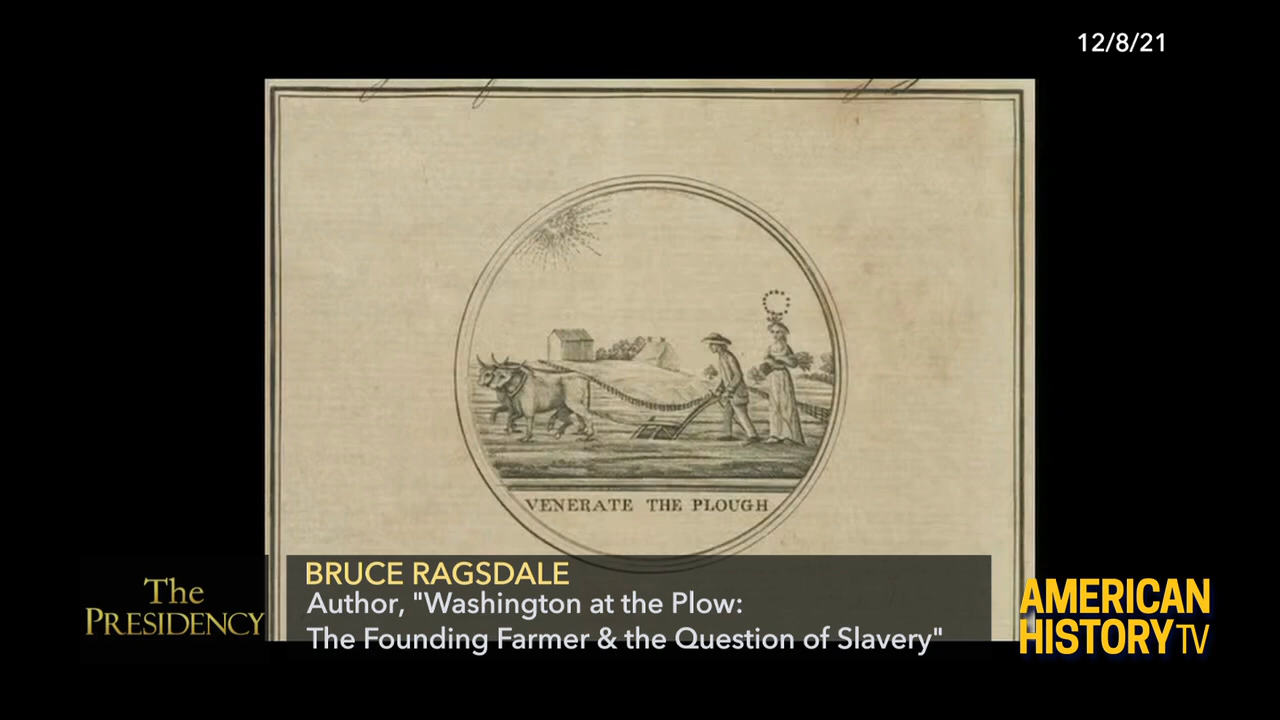 12/8/21
VENERATE THE PLOUGH
BRUCE RAGSDALE
Author, "Washington at the Plow:
The Founding Farmer & the Question of Slavery"
The
PRESIDENCY
AMERICAN
HISTORY TV